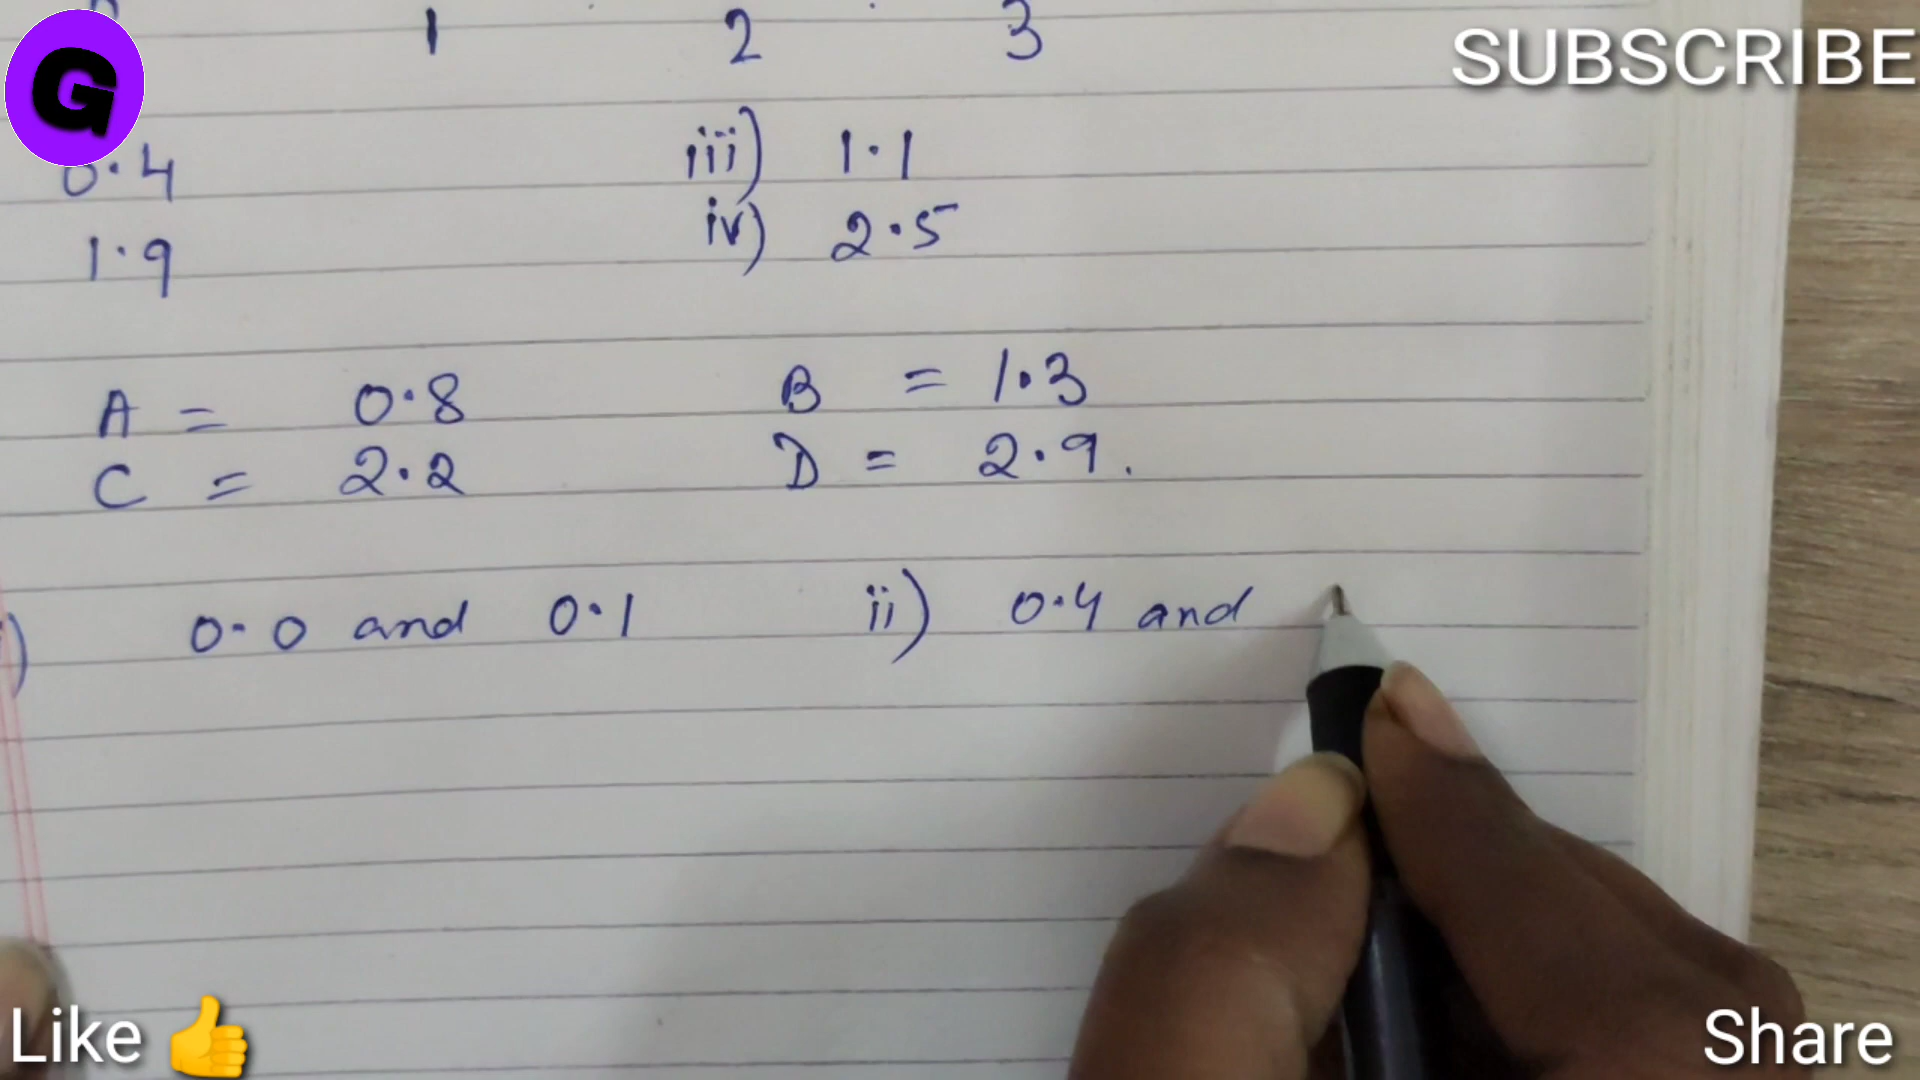 1 2 3
SUBSCRIBE
G
0.4 iii) 1.1
1.9 iv) 2.5
A = 0.8 B = 1.3
C = 2.2 D = 2.9.
) 0.0 and 0.1 ii) 0.4 and
Like 👍
Share